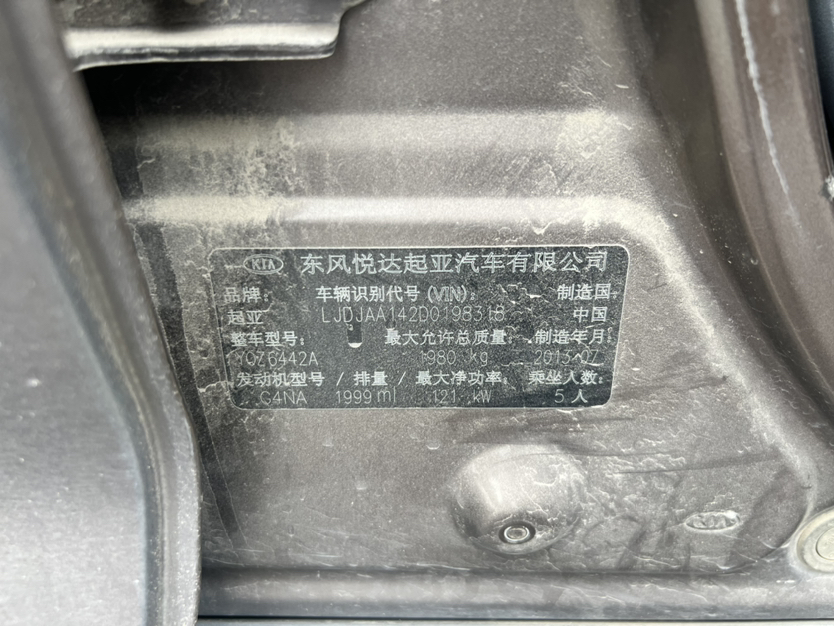 KIA 东风悦达起亚汽车有限公司
品牌: 车辆识别代号 (VIN): 制造国:
起亚 LJDJAA142D0198318 中国
整车型号: 最大允许总质量: 制造年月:
YQZ6442A 1980 kg 2013.07
发动机型号 / 排量 / 最大净功率: 乘坐人数:
G4NA 1999 ml 121 kW 5 人
KIA